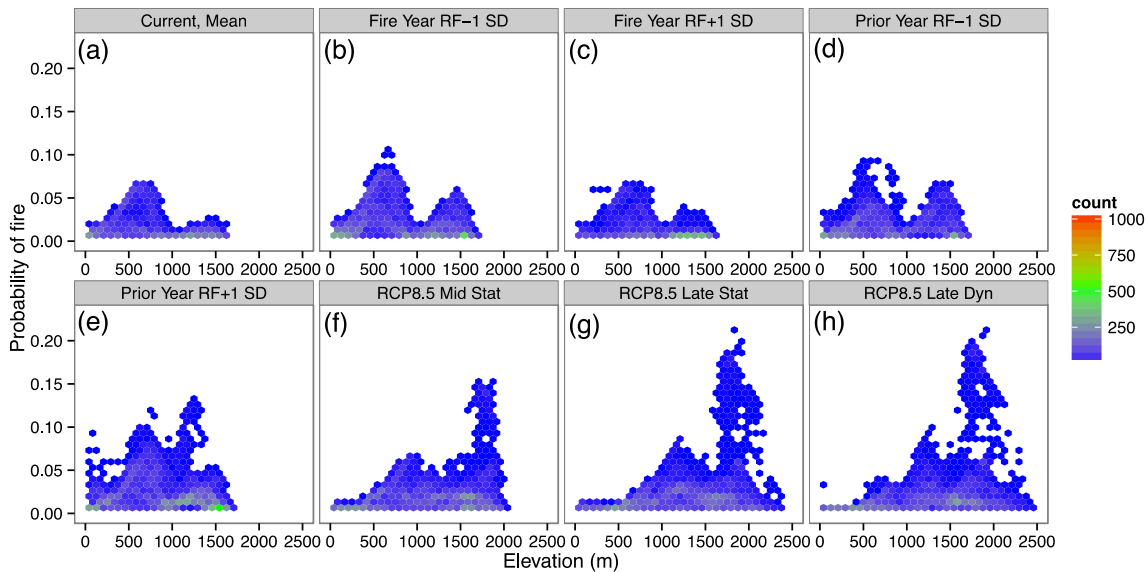 Current, Mean
Fire Year RF−1 SD
Fire Year RF+1 SD
Prior Year RF−1 SD
(a)
(b)
(c)
(d)
0.20
0.15
0.10
0.05
0.00
0 500 1000 1500 2000 2500
0 500 1000 1500 2000 2500
0 500 1000 1500 2000 2500
0 500 1000 1500 2000 2500
Probability of fire
count
1000
750
500
250
Prior Year RF+1 SD
RCP8.5 Mid Stat
RCP8.5 Late Stat
RCP8.5 Late Dyn
(e)
(f)
(g)
(h)
0.20
0.15
0.10
0.05
0.00
0 500 1000 1500 2000 2500
0 500 1000 1500 2000 2500
0 500 1000 1500 2000 2500
0 500 1000 1500 2000 2500
Elevation (m)